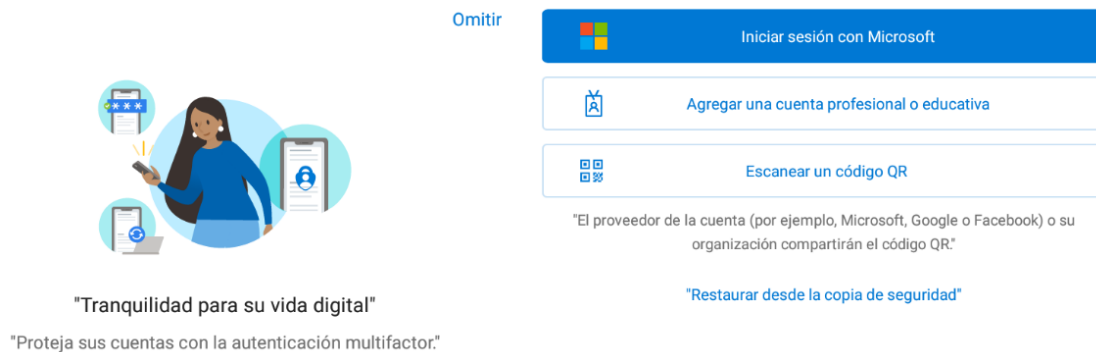 Omitir
* * *
"Tranquilidad para su vida digital"
"Proteja sus cuentas con la autenticación multifactor."
Iniciar sesión con Microsoft
Agregar una cuenta profesional o educativa
Escanear un código QR
"El proveedor de la cuenta (por ejemplo, Microsoft, Google o Facebook) o su
organización compartirán el código QR."
"Restaurar desde la copia de seguridad"